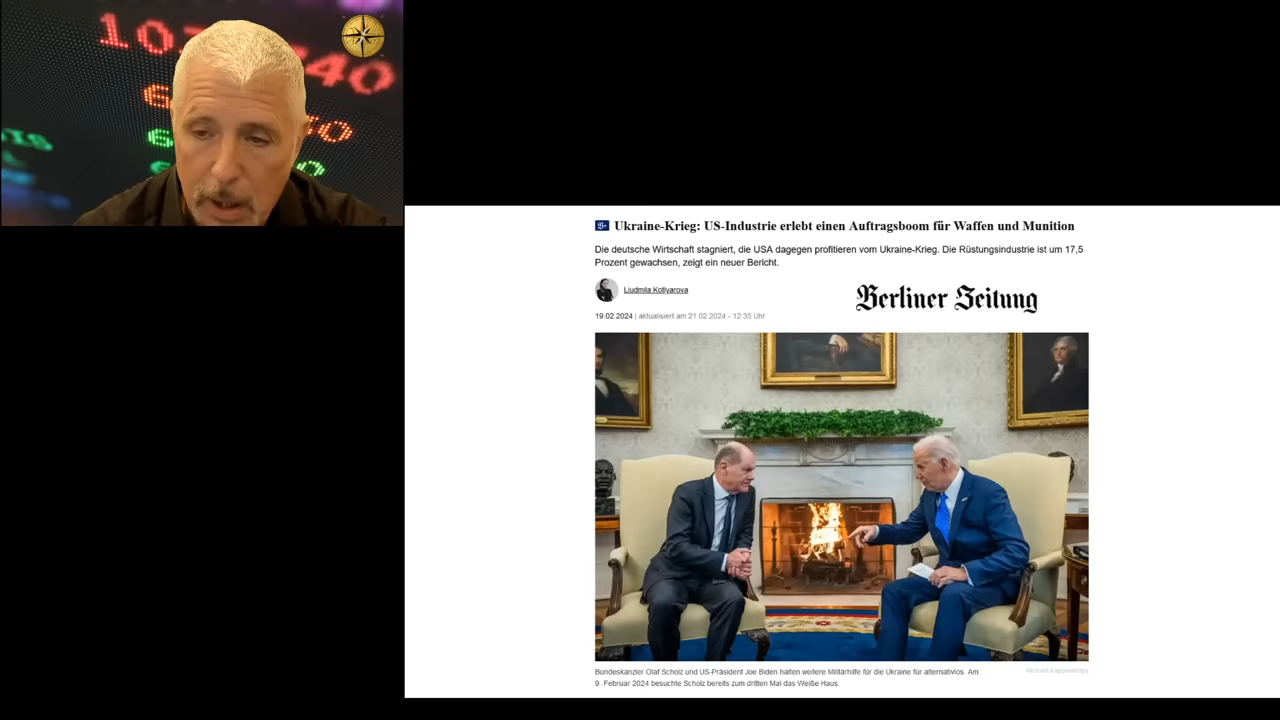 Ukraine-Krieg: US-Industrie erlebt einen Auftragsboom für Waffen und Munition
Die deutsche Wirtschaft stagniert, die USA dagegen profitieren vom Ukraine-Krieg. Die Rüstungsindustrie ist um 17,5
Prozent gewachsen, zeigt ein neuer Bericht.
Liudmila Kotlyarova
Berliner Zeitung
19.02.2024 | aktualisiert am 21.02.2024 - 12:35 Uhr
Bundeskanzler Olaf Scholz und US-Präsident Joe Biden halten weitere Militärhilfe für die Ukraine für alternativlos. Am
9. Februar 2024 besuchte Scholz bereits zum dritten Mal das Weiße Haus.